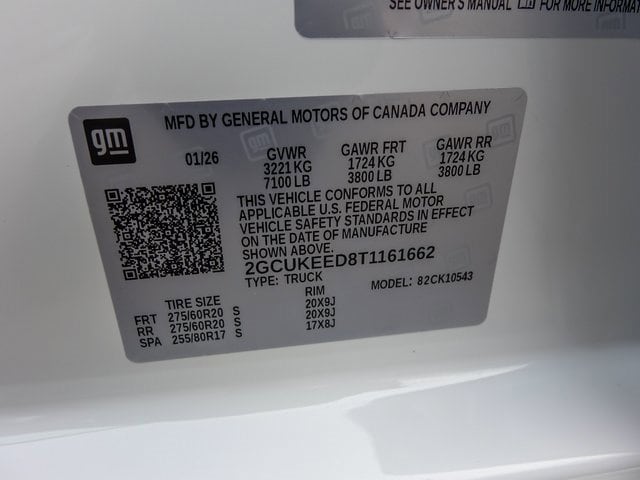 SEE OWNER'S MANUAL FOR MORE INFORMAT
gm
MFD BY GENERAL MOTORS OF CANADA COMPANY
01/26 GVWR GAWR FRT GAWR RR
3221 KG 1724 KG 1724 KG
7100 LB 3800 LB 3800 LB
THIS VEHICLE CONFORMS TO ALL
APPLICABLE U.S. FEDERAL MOTOR
VEHICLE SAFETY STANDARDS IN EFFECT
ON THE DATE OF MANUFACTURE
SHOWN ABOVE.
2GCUKEED8T1161662
TYPE: TRUCK MODEL: 82CK10543
TIRE SIZE RIM
FRT 275/60R20 S 20X9J
RR 275/60R20 S 20X9J
SPA 255/80R17 S 17X8J